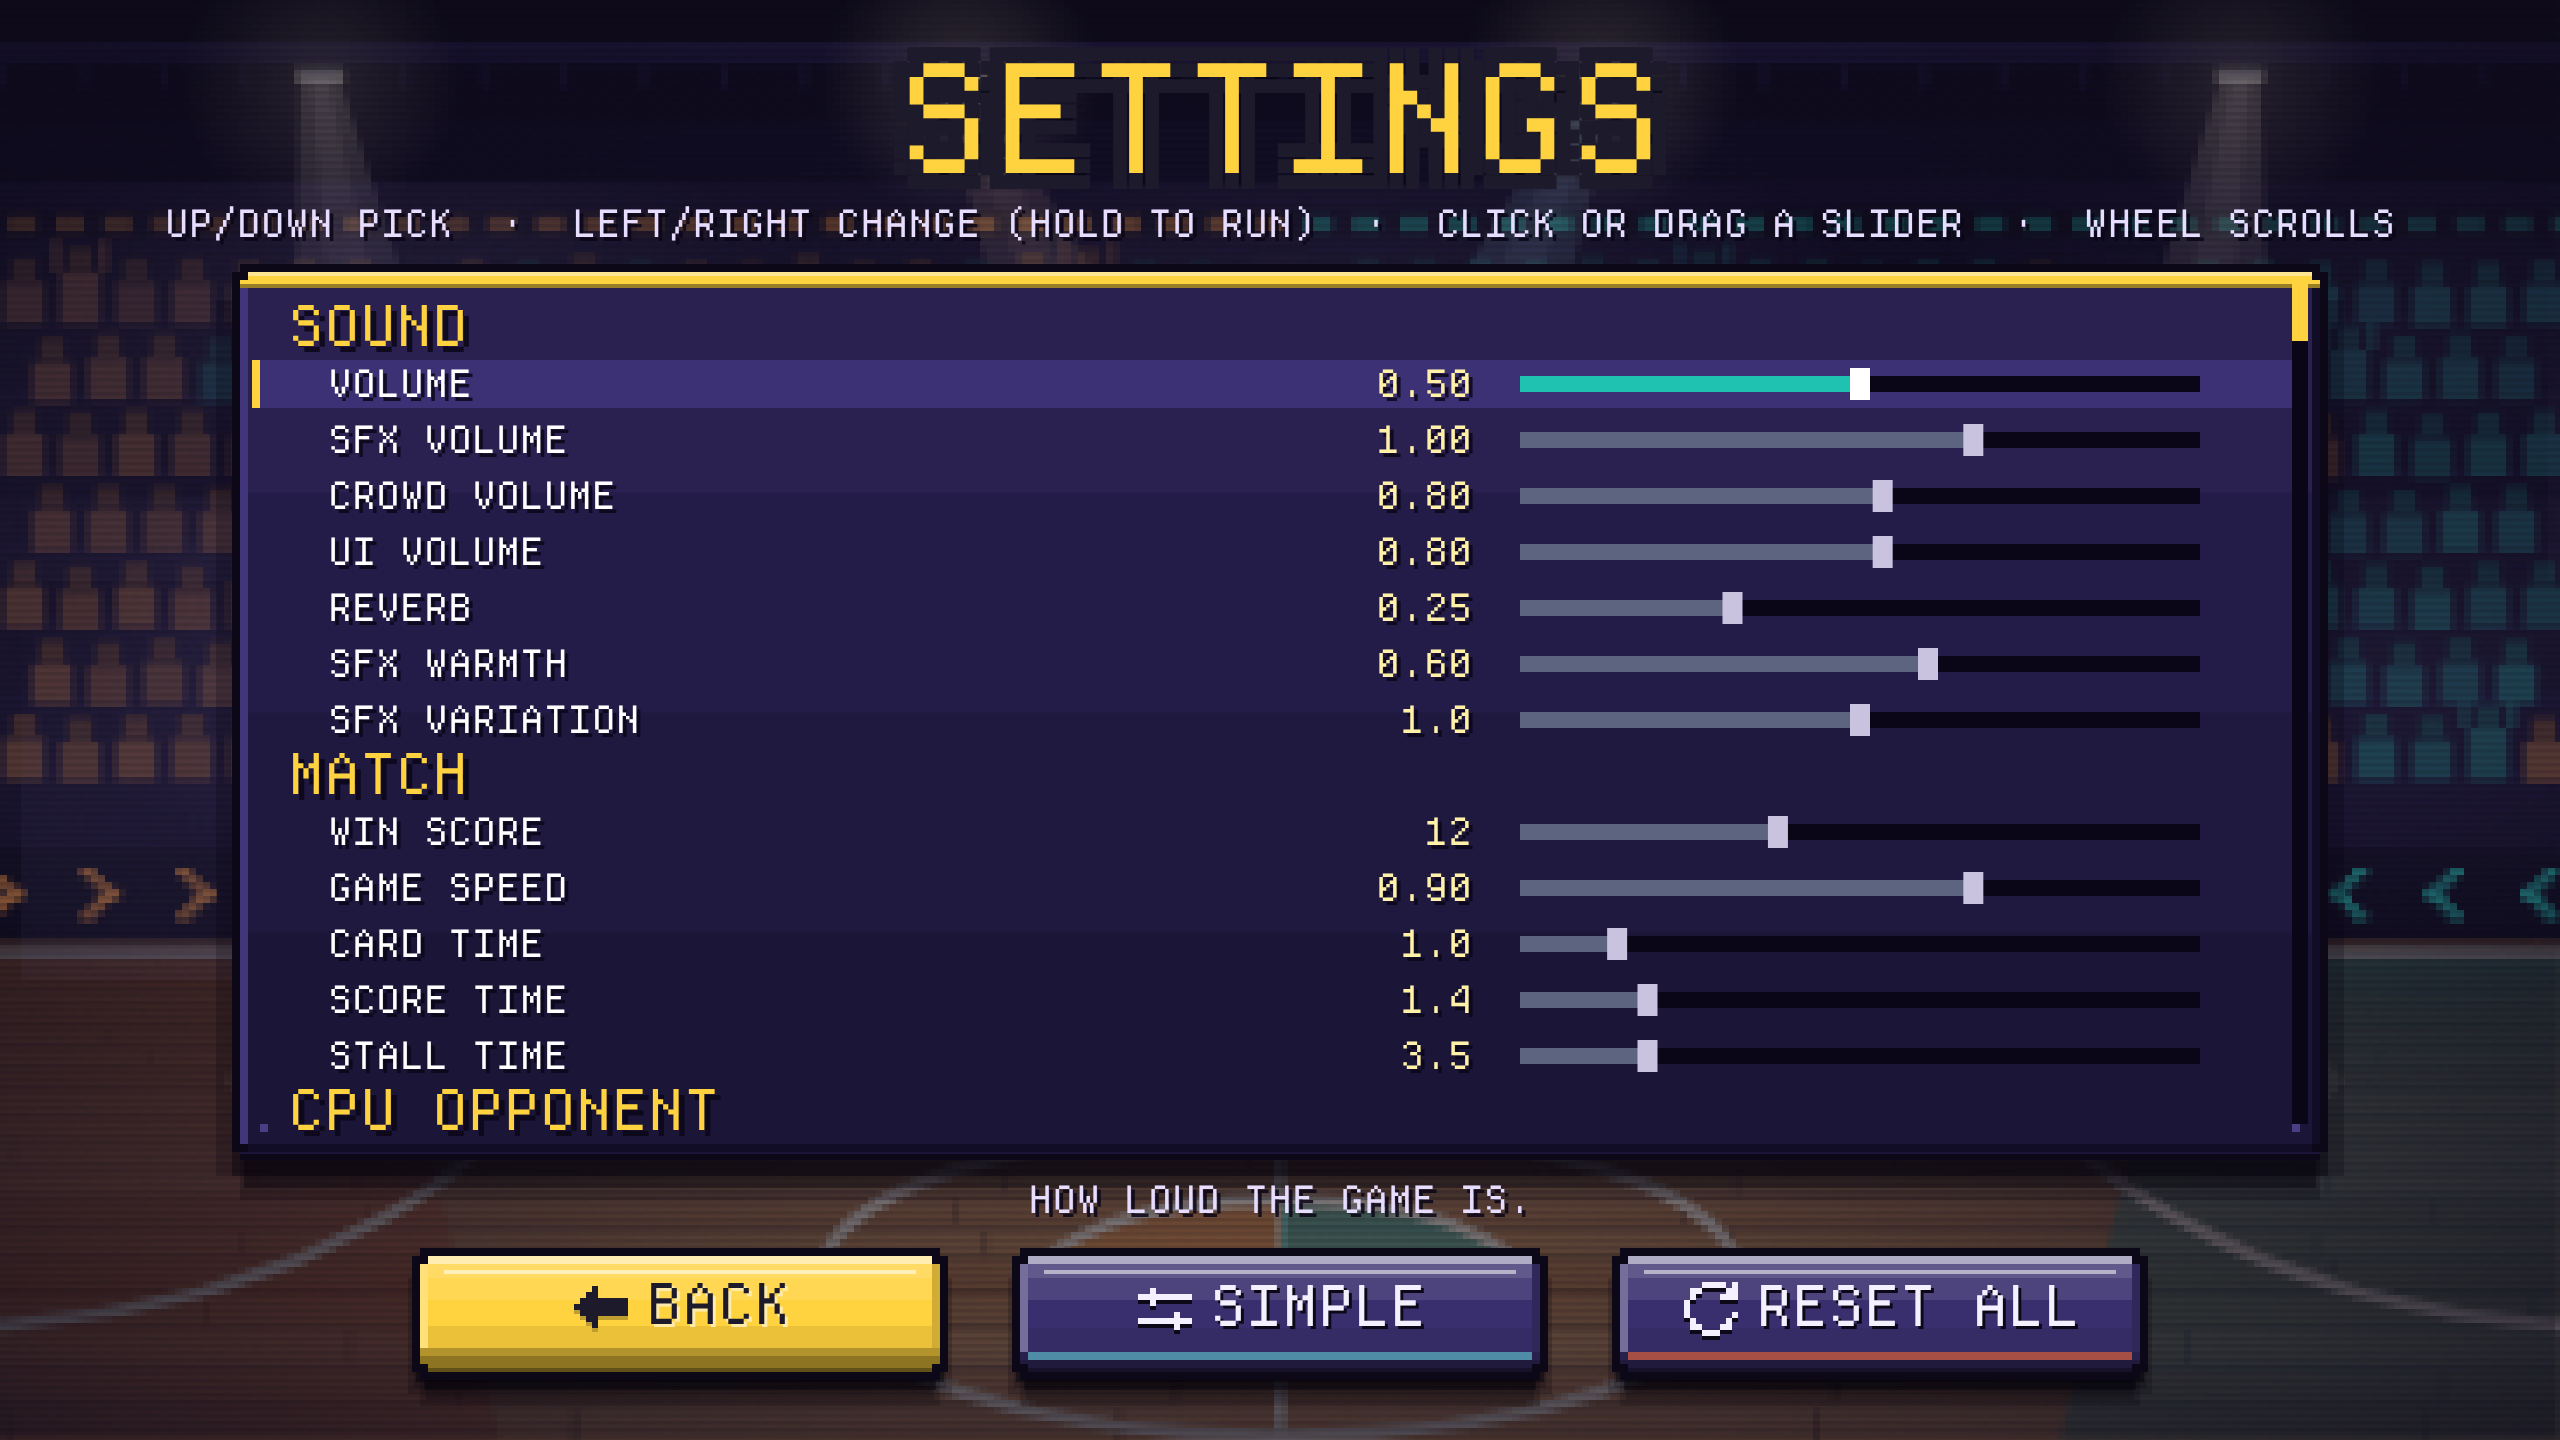 SETTINGS
UP/DOWN PICK · LEFT/RIGHT CHANGE (HOLD TO RUN) · CLICK OR DRAG A SLIDER · WHEEL SCROLLS
SOUND
VOLUME 0.50
SFX VOLUME 1.00
CROWD VOLUME 0.80
UI VOLUME 0.80
REVERB 0.25
SFX WARMTH 0.60
SFX VARIATION 1.0
MATCH
WIN SCORE 12
GAME SPEED 0.90
CARD TIME 1.0
SCORE TIME 1.4
STALL TIME 3.5
CPU OPPONENT
HOW LOUD THE GAME IS.
BACK SIMPLE RESET ALL